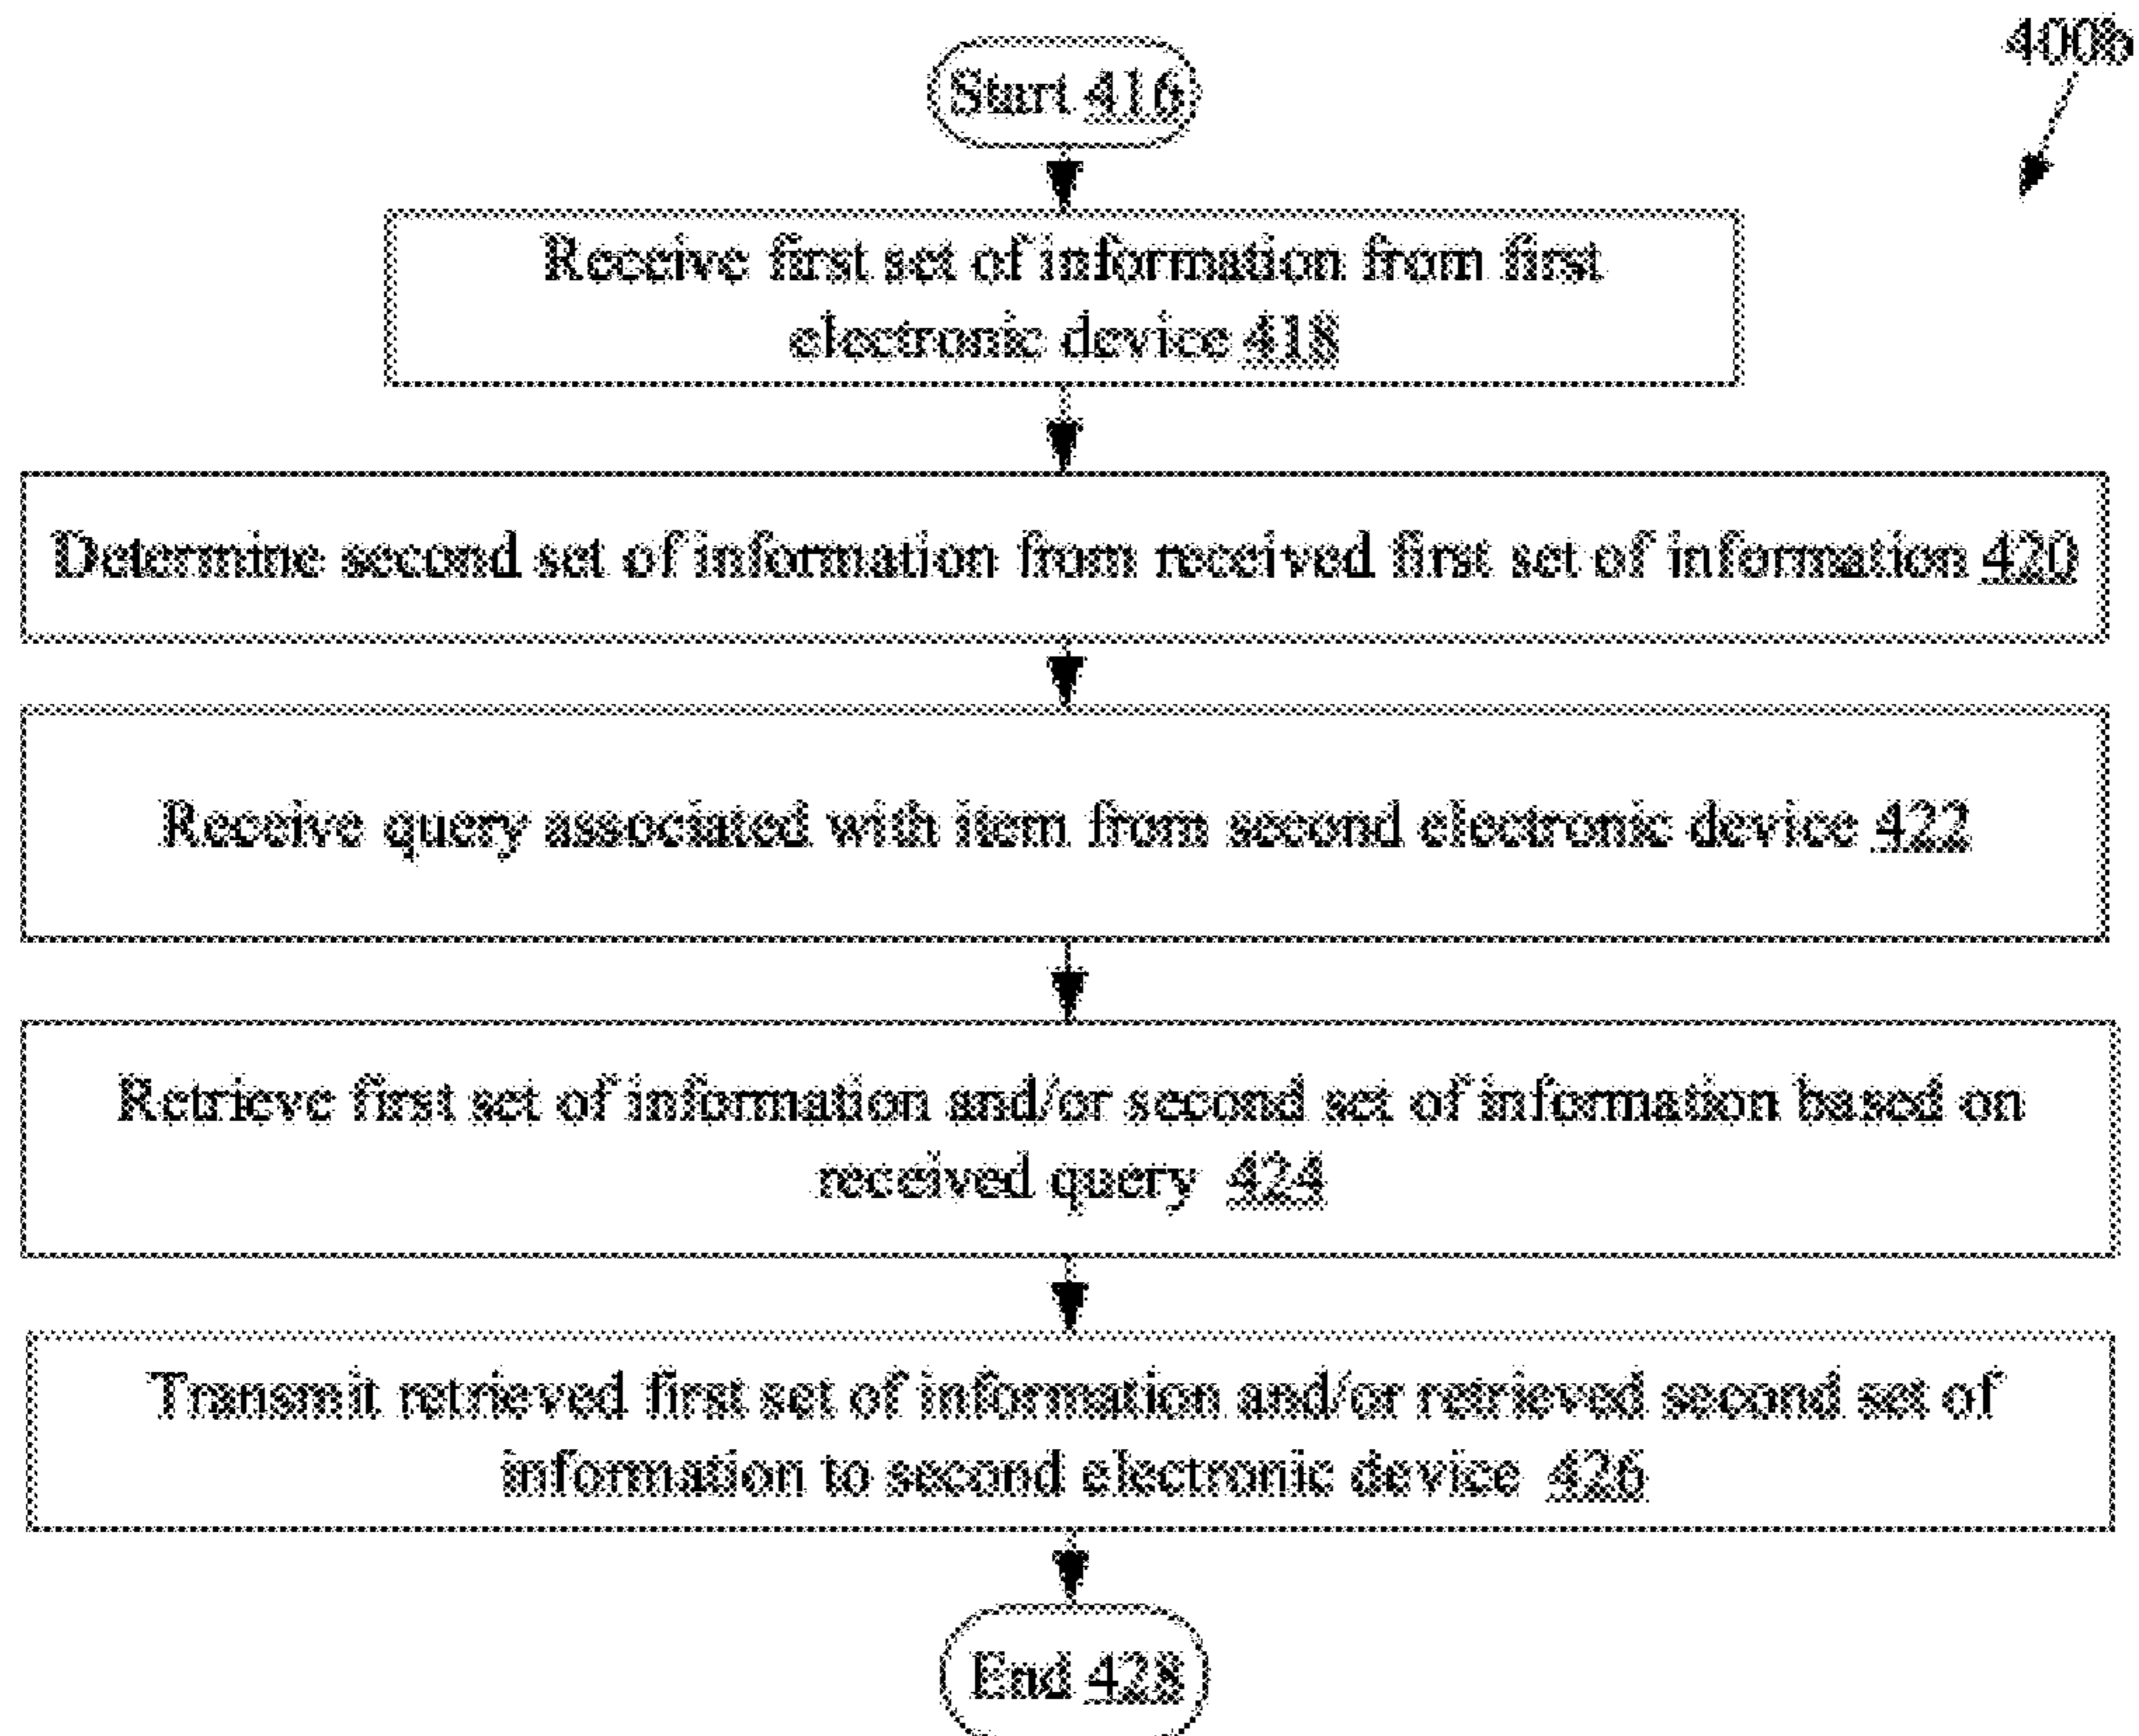 400b
Start 416
Receive first set of information from first
electronic device 418
Determine second set of information from received first set of information 420
Receive query associated with item from second electronic device 422
Retrieve first set of information and/or second set of information based on
received query 424
Transmit retrieved first set of information and/or retrieved second set of
information to second electronic device 426
End 428